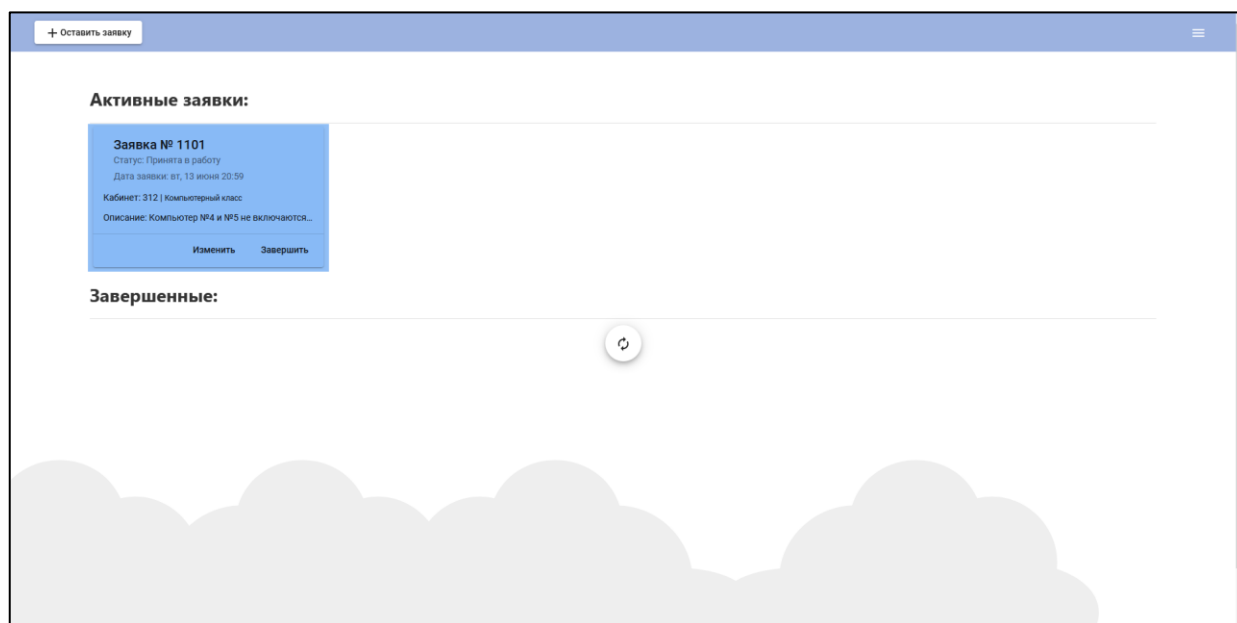 + Оставить заявку
Активные заявки:
Заявка № 1101
Статус: Принята в работу
Дата заявки: вт, 13 июня 20:59
Кабинет: 312 | Компьютерный класс
Описание: Компьютер №4 и №5 не включаются...
Изменить Завершить
Завершенные: